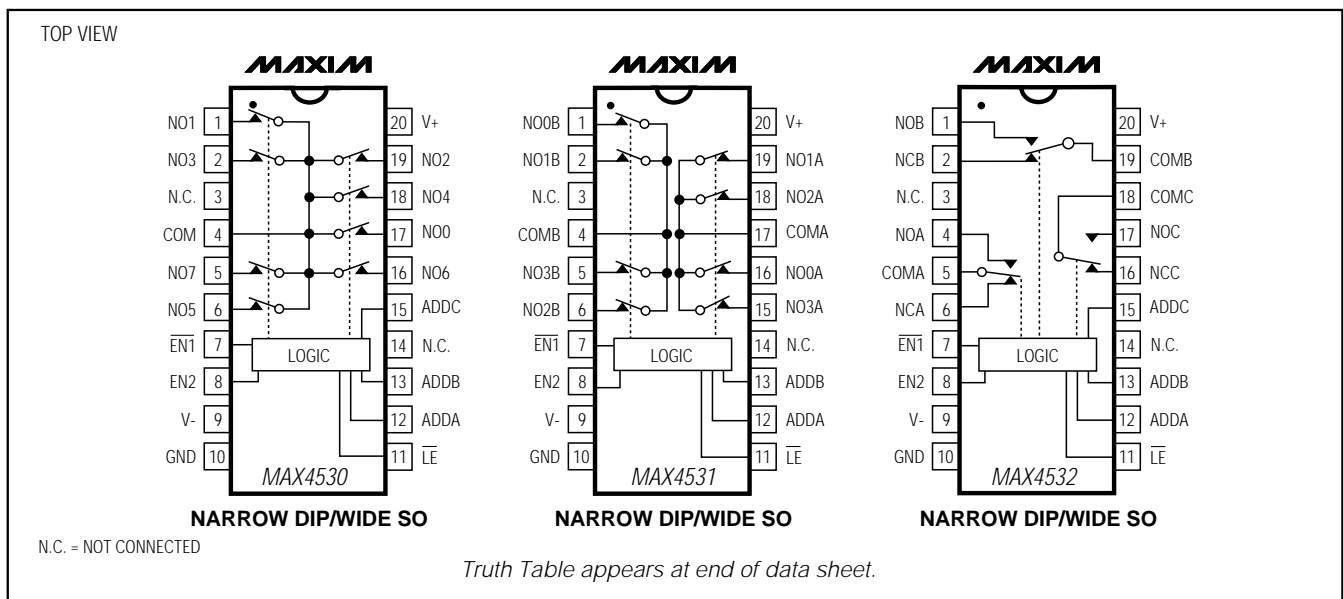 TOP VIEW
MAXIM MAXIM MAXIM
NO1 1 20 V+
NO3 2 19 NO2
N.C. 3 18 NO4
COM 4 17 NO0
NO7 5 16 NO6
NO5 6 15 ADDC
EN1 7 LOGIC 14 N.C.
EN2 8 13 ADDB
V- 9 12 ADDA
GND 10 11 LE
MAX4530
NARROW DIP/WIDE SO
NO0B 1 20 V+
NO1B 2 19 NO1A
N.C. 3 18 NO2A
COMB 4 17 COMA
NO3B 5 16 NO0A
NO2B 6 15 NO3A
EN1 7 LOGIC 14 N.C.
EN2 8 13 ADDB
V- 9 12 ADDA
GND 10 11 LE
MAX4531
NARROW DIP/WIDE SO
NOB 1 20 V+
NCB 2 19 COMB
N.C. 3 18 COMC
NOA 4 17 NOC
COMA 5 16 NCC
NCA 6 15 ADDC
EN1 7 LOGIC 14 N.C.
EN2 8 13 ADDB
V- 9 12 ADDA
GND 10 11 LE
MAX4532
NARROW DIP/WIDE SO
N.C. = NOT CONNECTED
Truth Table appears at end of data sheet.